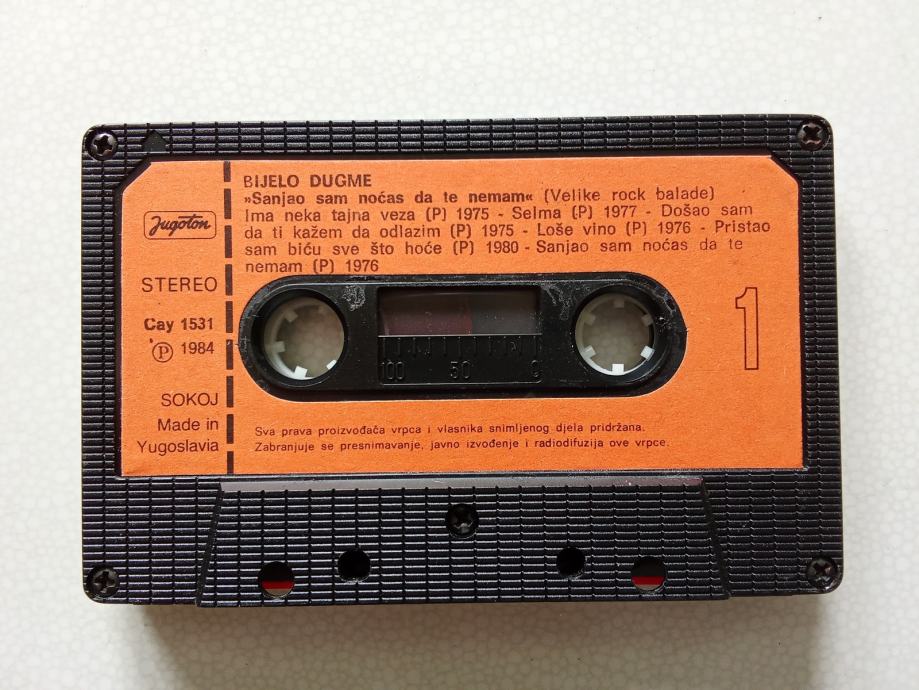 BIJELO DUGME
»Sanjao sam noćas da te nemam« (Velike rock balade)
Ima neka tajna veza (P) 1975 - Selma (P) 1977 - Došao sam
da ti kažem da odlazim (P) 1975 - Loše vino (P) 1976 - Pristao
sam biću sve što hoće (P) 1980 - Sanjao sam noćas da te
nemam (P) 1976
Jugoton
STEREO
Cay 1531
Ⓟ 1984
SOKOJ
Made in
Yugoslavia
100 50 0
1
Sva prava proizvođača vrpca i vlasnika snimljenog djela pridržana.
Zabranjuje se presnimavanje, javno izvođenje i radiodifuzija ove vrpce.